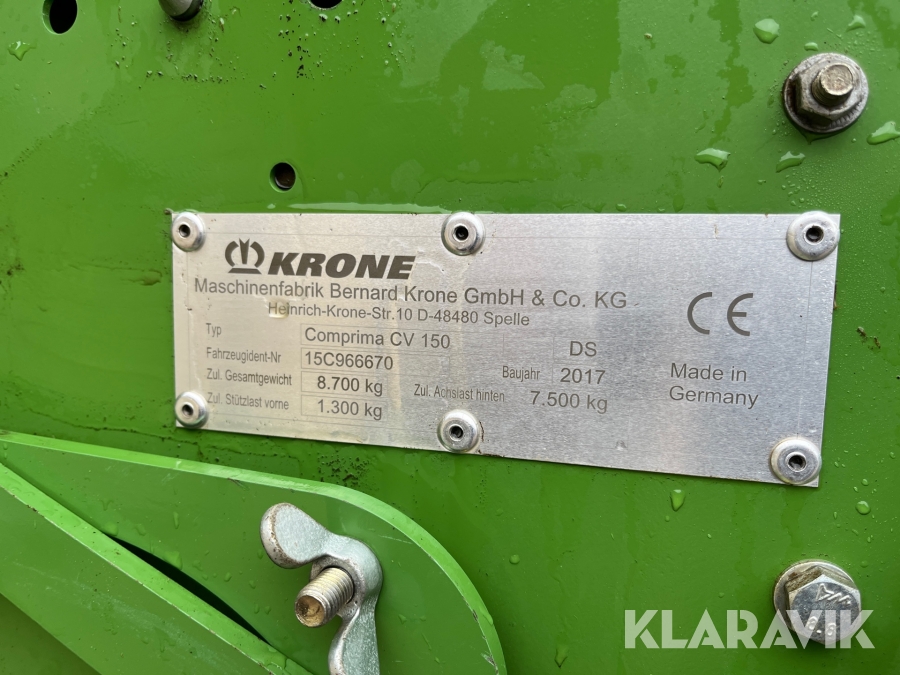 KRONE
Maschinenfabrik Bernard Krone GmbH & Co. KG
Heinrich-Krone-Str.10 D-48480 Spelle
Typ Comprima CV 150 DS
Fahrzeugident-Nr 15C966670 Baujahr 2017
Zul. Gesamtgewicht 8.700 kg Zul. Achslast hinten 7.500 kg
Zul. Stützlast vorne 1.300 kg
CE
Made in
Germany
KLARAVIK